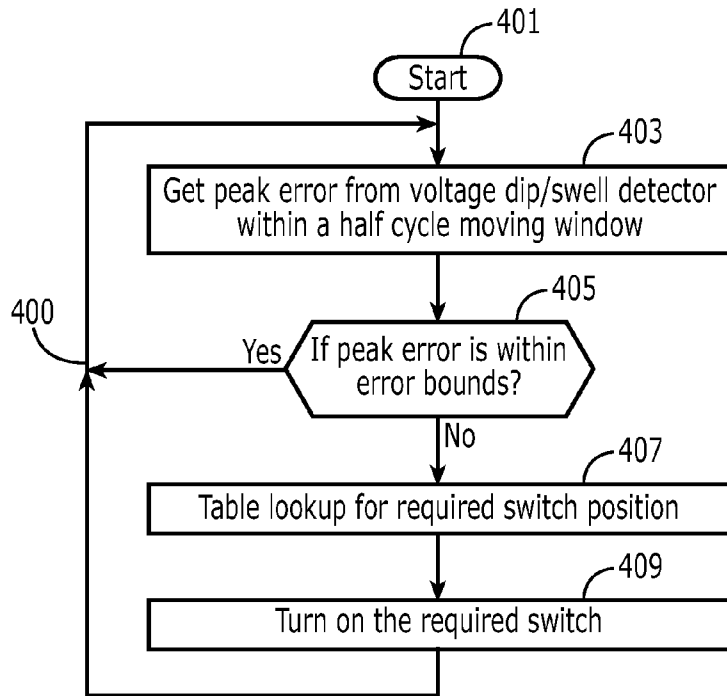 401
Start
403
Get peak error from voltage dip/swell detector
within a half cycle moving window
405
400
Yes
If peak error is within
error bounds?
No
407
Table lookup for required switch position
409
Turn on the required switch